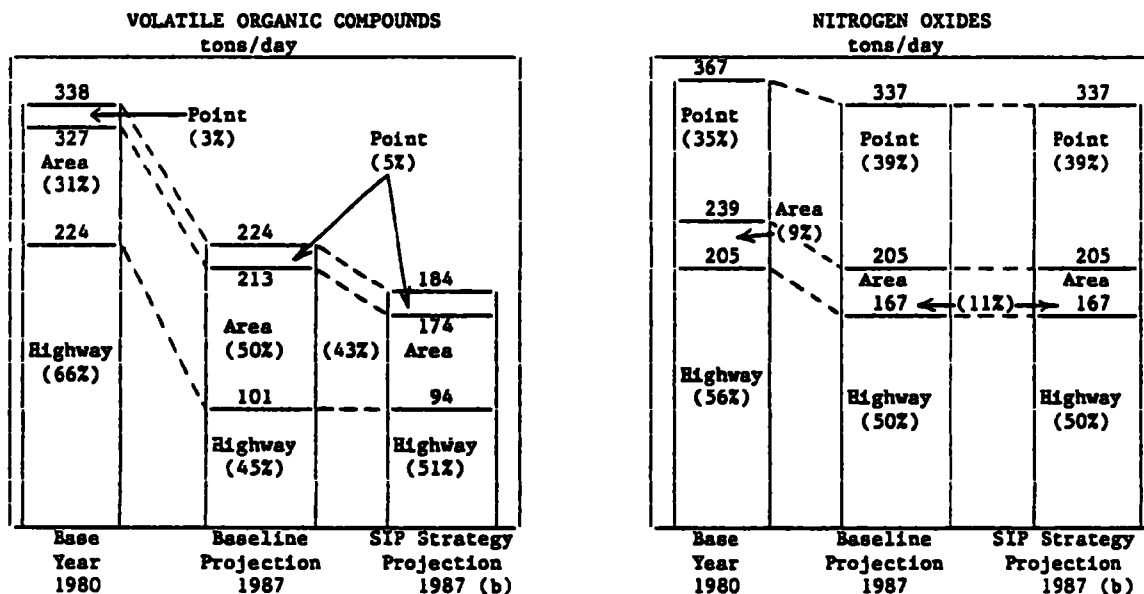 VOLATILE ORGANIC COMPOUNDS
tons/day
338
Point
(3%)
327
Area
(31%)
224
Highway
(66%)
Point
(5%)
224
213
Area
(50%)
(43%)
101
Highway
(45%)
184
174
Area
94
Highway
(51%)
Base
Year
1980
Baseline
Projection
1987
SIP Strategy
Projection
1987 (b)
NITROGEN OXIDES
tons/day
367
Point
(35%)
239
Area
(9%)
205
Highway
(56%)
337
Point
(39%)
205
Area
167
(11%)
Highway
(50%)
337
Point
(39%)
205
Area
167
Highway
(50%)
Base
Year
1980
Baseline
Projection
1987
SIP Strategy
Projection
1987 (b)